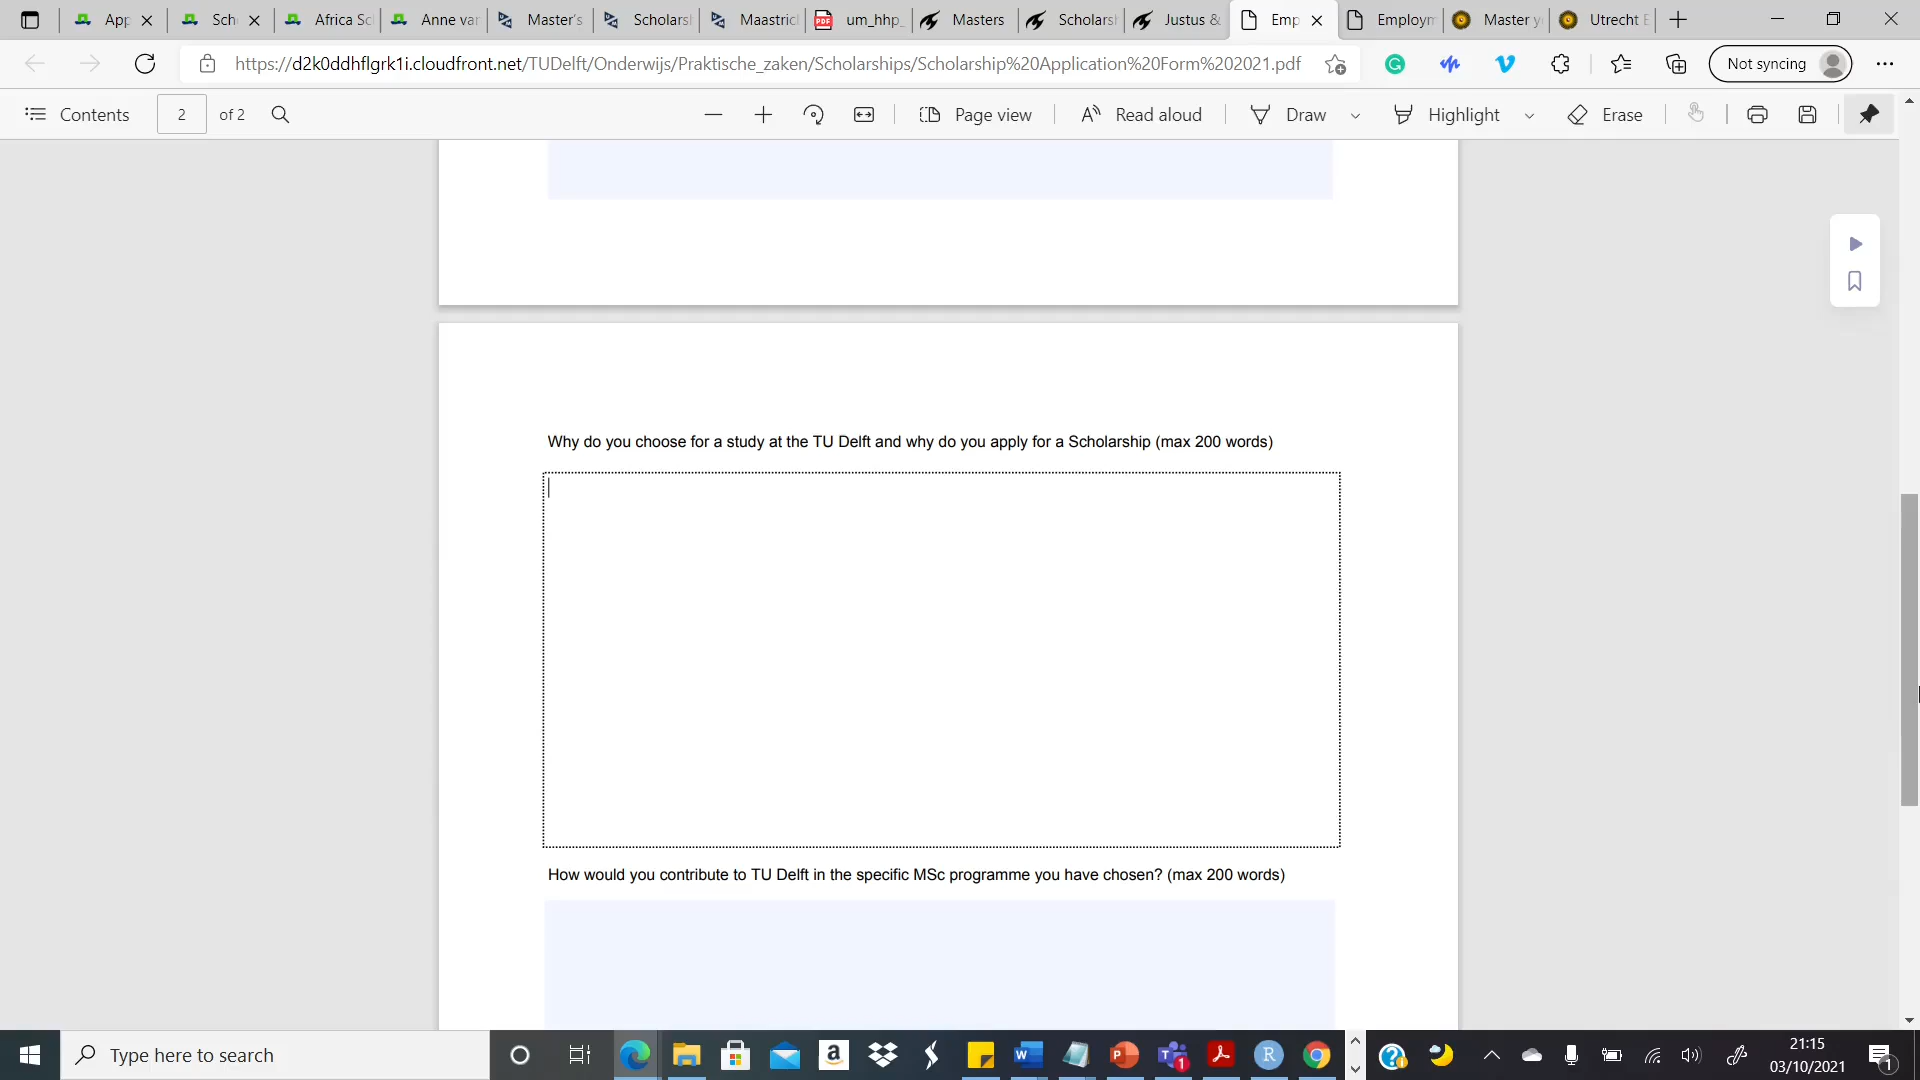 App
Sch
Africa Sc
Anne var
Master's
Scholars
Maastric
um_hhp_
Masters
Scholars
Justus &
Emp
Employm
Master y
Utrecht E
https://d2k0ddhflgrk1i.cloudfront.net/TUDelft/Onderwijs/Praktische_zaken/Scholarships/Scholarship%20Application%20Form%202021.pdf
Not syncing
Contents
2
of 2
Page view
Read aloud
Draw
Highlight
Erase
Why do you choose for a study at the TU Delft and why do you apply for a Scholarship (max 200 words)
How would you contribute to TU Delft in the specific MSc programme you have chosen? (max 200 words)
Type here to search
21:15
03/10/2021
1